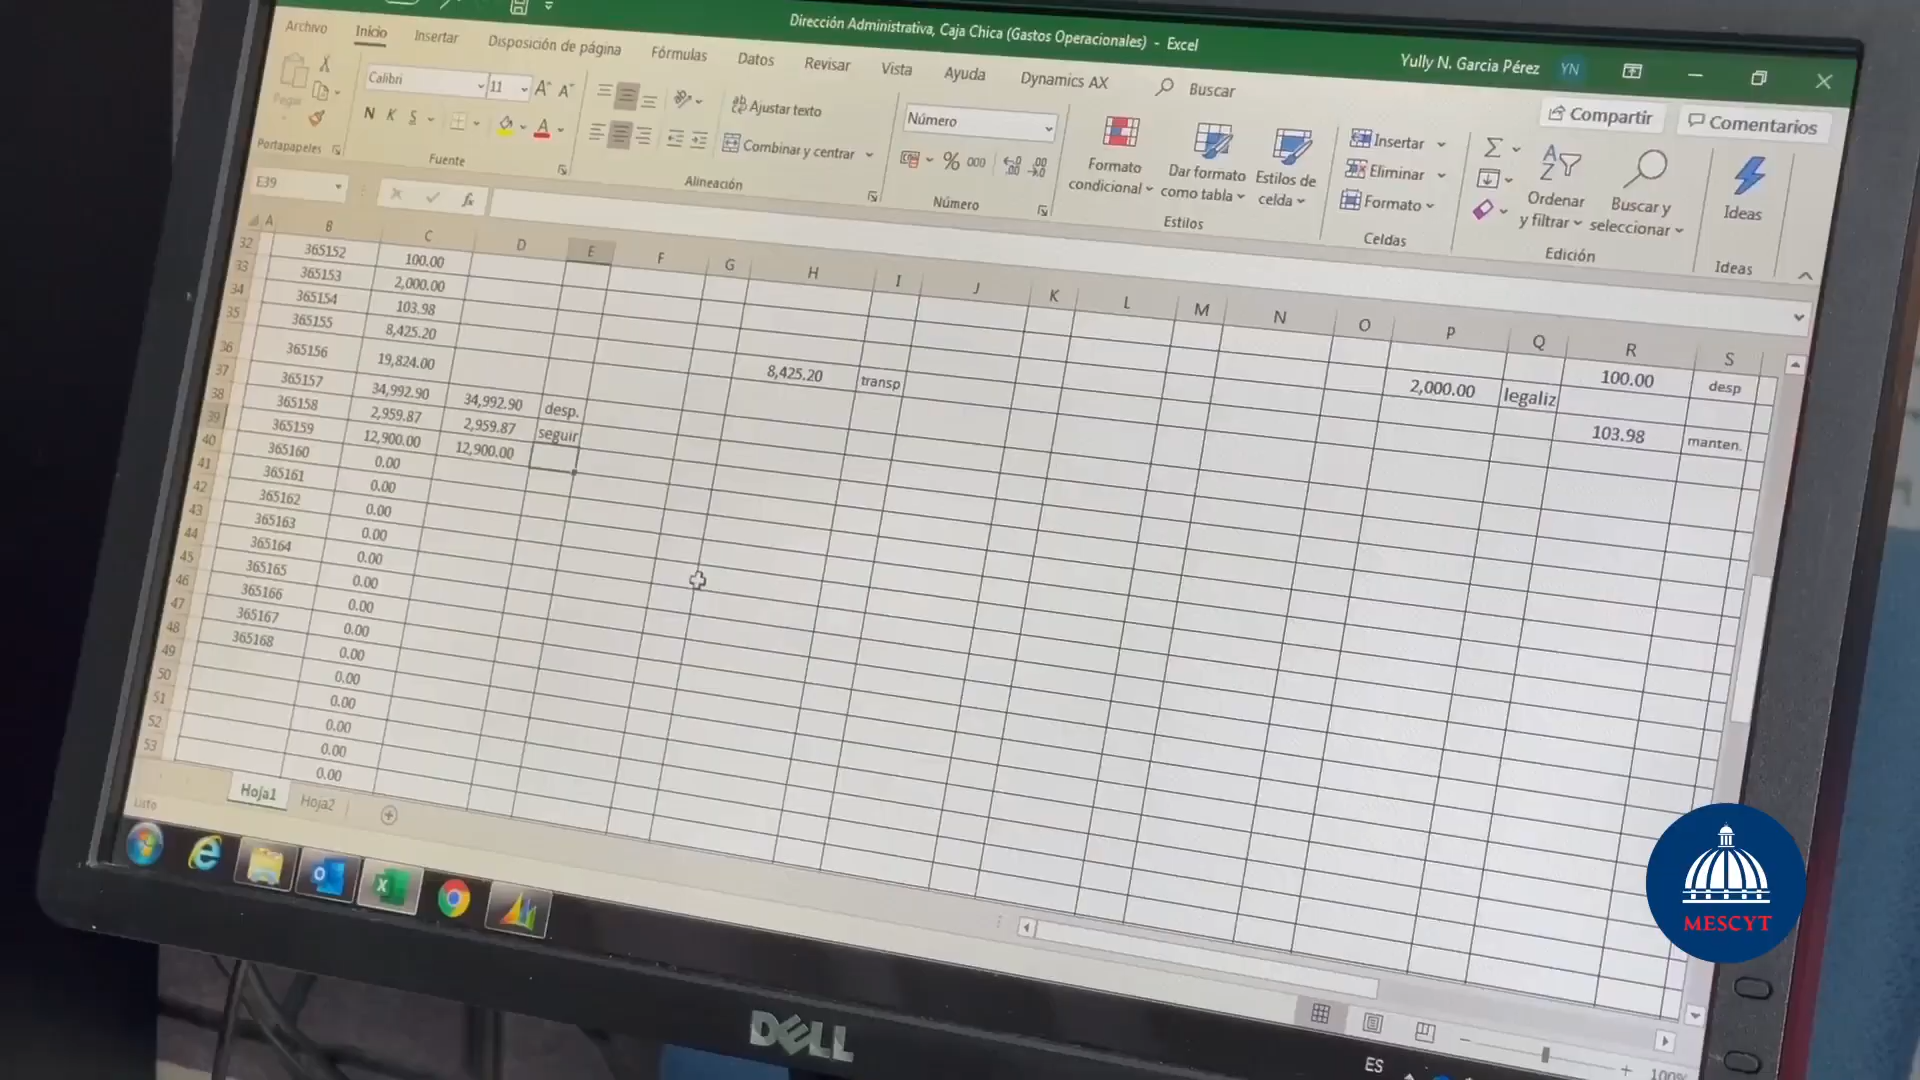 Dirección Administrativa, Caja Chica (Gastos Operacionales) - Excel
Yully N. Garcia Pérez YN
Archivo Inicio Insertar Disposición de página Fórmulas Datos Revisar Vista Ayuda Dynamics AX Buscar
Compartir Comentarios
Calibri 11
Ajustar texto
Número
Insertar
Pegar
N K S
Combinar y centrar
% 000
Formato condicional
Dar formato como tabla
Estilos de celda
Eliminar
Formato
Ordenar y filtrar
Buscar y seleccionar
Ideas
Portapapeles Fuente Alineación Número Estilos Celdas Edición Ideas
E39 fx
A B C D E F G H I J K L M N O P Q R S
32 365152 100.00 100.00 desp
33 365153 2,000.00 2,000.00 legaliz
34 365154 103.98 103.98 manten.
35 365155 8,425.20 8,425.20 transp
36 365156 19,824.00
37 365157 34,992.90 34,992.90 desp.
38 365158 2,959.87 2,959.87 seguir
39 365159 12,900.00 12,900.00
40 365160 0.00
41 365161 0.00
42 365162 0.00
43 365163 0.00
44 365164 0.00
45 365165 0.00
46 365166 0.00
47 365167 0.00
48 365168 0.00
49 0.00
50 0.00
51 0.00
52 0.00
53 0.00
Hoja1 Hoja2
Listo
MESCYT
DELL
ES
100%